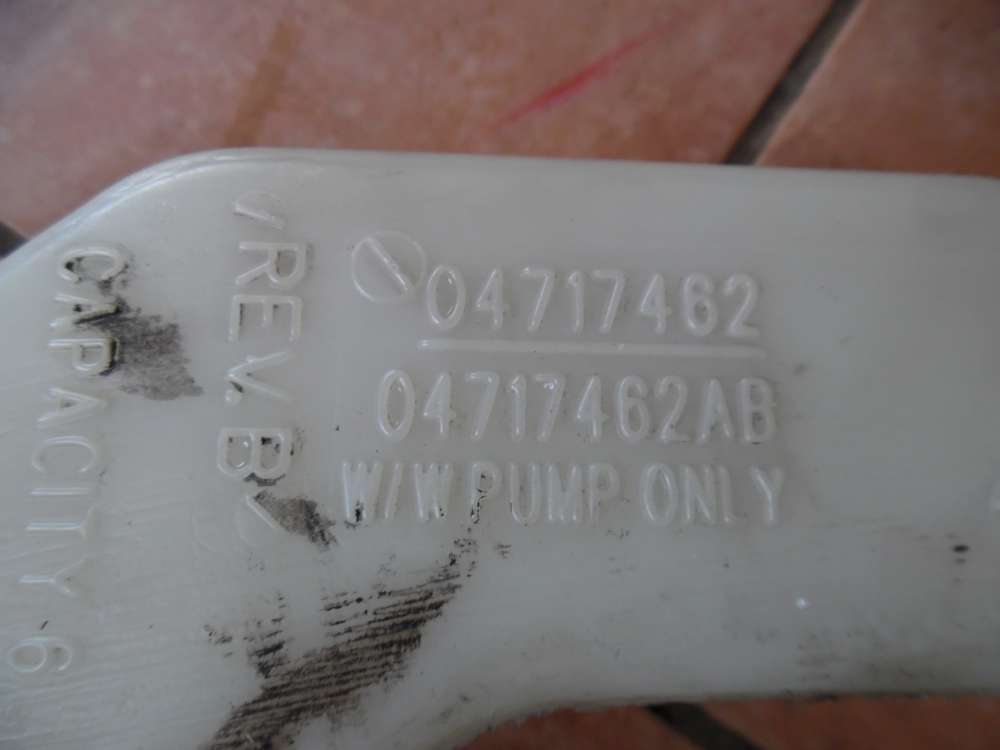 04717462
04717462AB
W/W PUMP ONLY
REV. B
CAPACITY 6